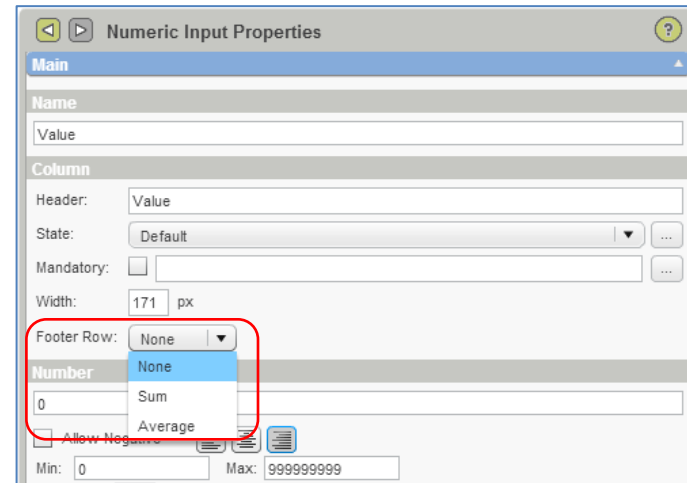 Numeric Input Properties ?
Main
Name
Value
Column
Header: Value
State: Default ...
Mandatory: ...
Width: 171 px
Footer Row: None
None
Number
Sum
0
Average
Allow Negative
Min: 0 Max: 999999999